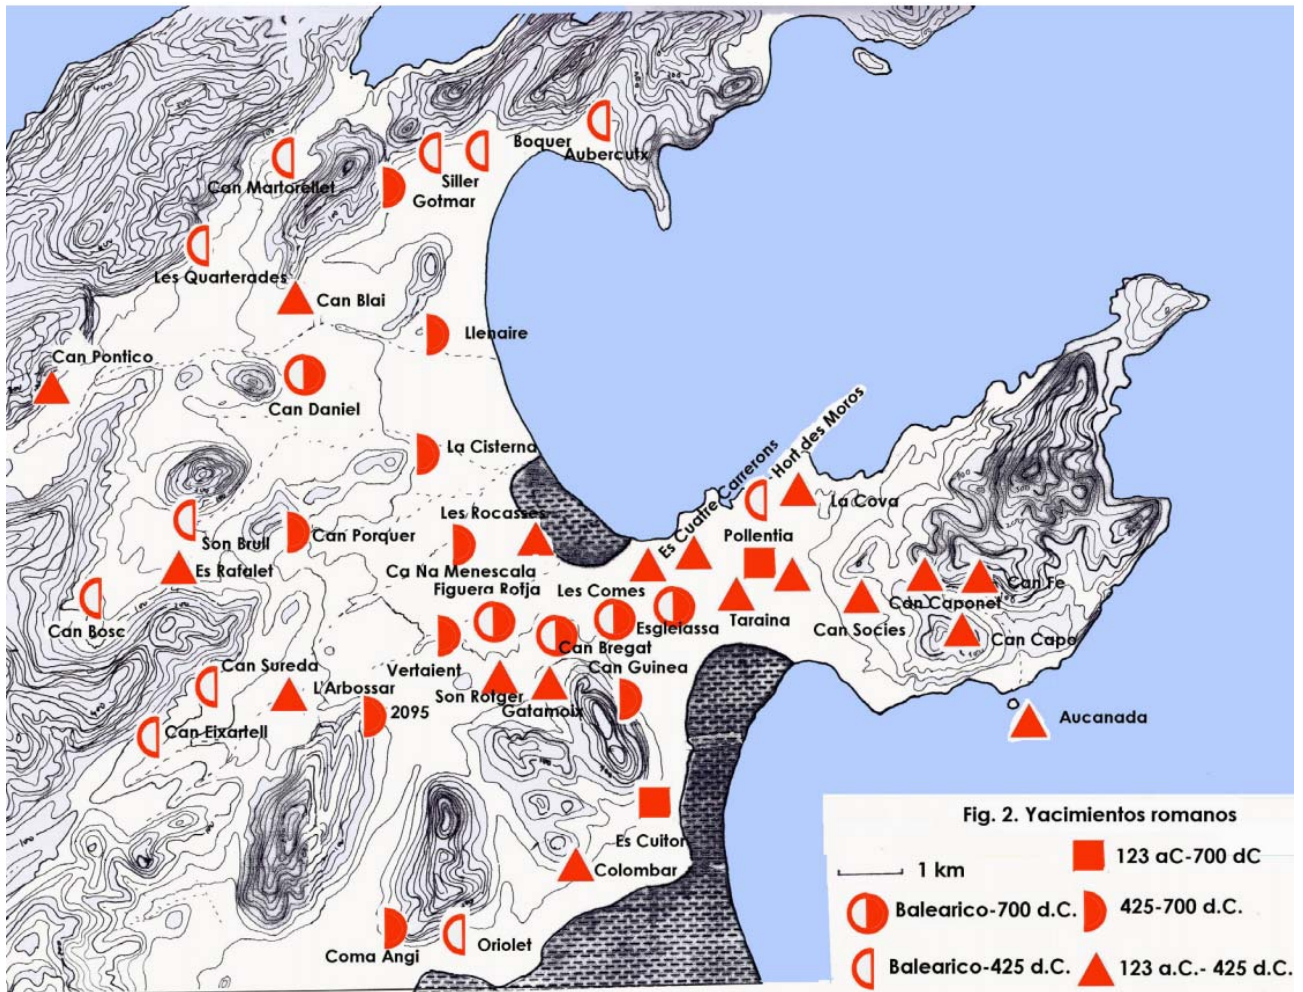 Boquer
Aubercutx
Siller
Can Martorellet
Gotmar
Les Quarterades
Can Blai
Llenaire
Can Pontico
Can Daniel
La Cisterna
Hort des Moros
Es Cuatre Carrerons
La Cova
Les Rocasses
Pollentia
Son Brull
Can Porquer
Es Rafalet
Ca Na Menescala
Can Fe
Figuera Rotja
Les Comes
Can Caponet
Can Bosc
Taraina
Can Socies
Esgleiassa
Can Capo
Can Bregat
Can Sureda
Vertaient
Can Guinea
L'Arbossar
Son Rotger
Gatamoix
2095
Aucanada
Can Eixartell
Es Cuitor
Colombar
Coma Angi
Oriolet
Fig. 2. Yacimientos romanos
1 km
123 aC-700 dC
Balearico-700 d.C.
425-700 d.C.
Balearico-425 d.C.
123 a.C.- 425 d.C.